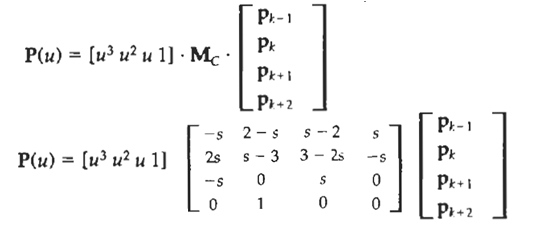 P(u) = [u³ u² u 1] · M_C · [p_{k-1}
p_k
p_{k+1}
p_{k+2}]
P(u) = [u³ u² u 1] [-s 2 - s s - 2 s
2s s - 3 3 - 2s -s
-s 0 s 0
0 1 0 0] [p_{k-1}
p_k
p_{k+1}
p_{k+2}]